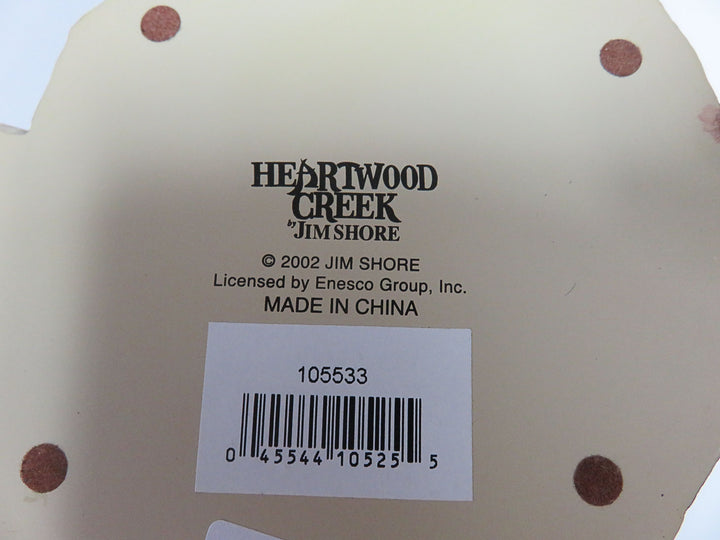 HEARTWOOD
CREEK
by JIM SHORE
© 2002 JIM SHORE
Licensed by Enesco Group, Inc.
MADE IN CHINA
105533
0 45544 10525 5